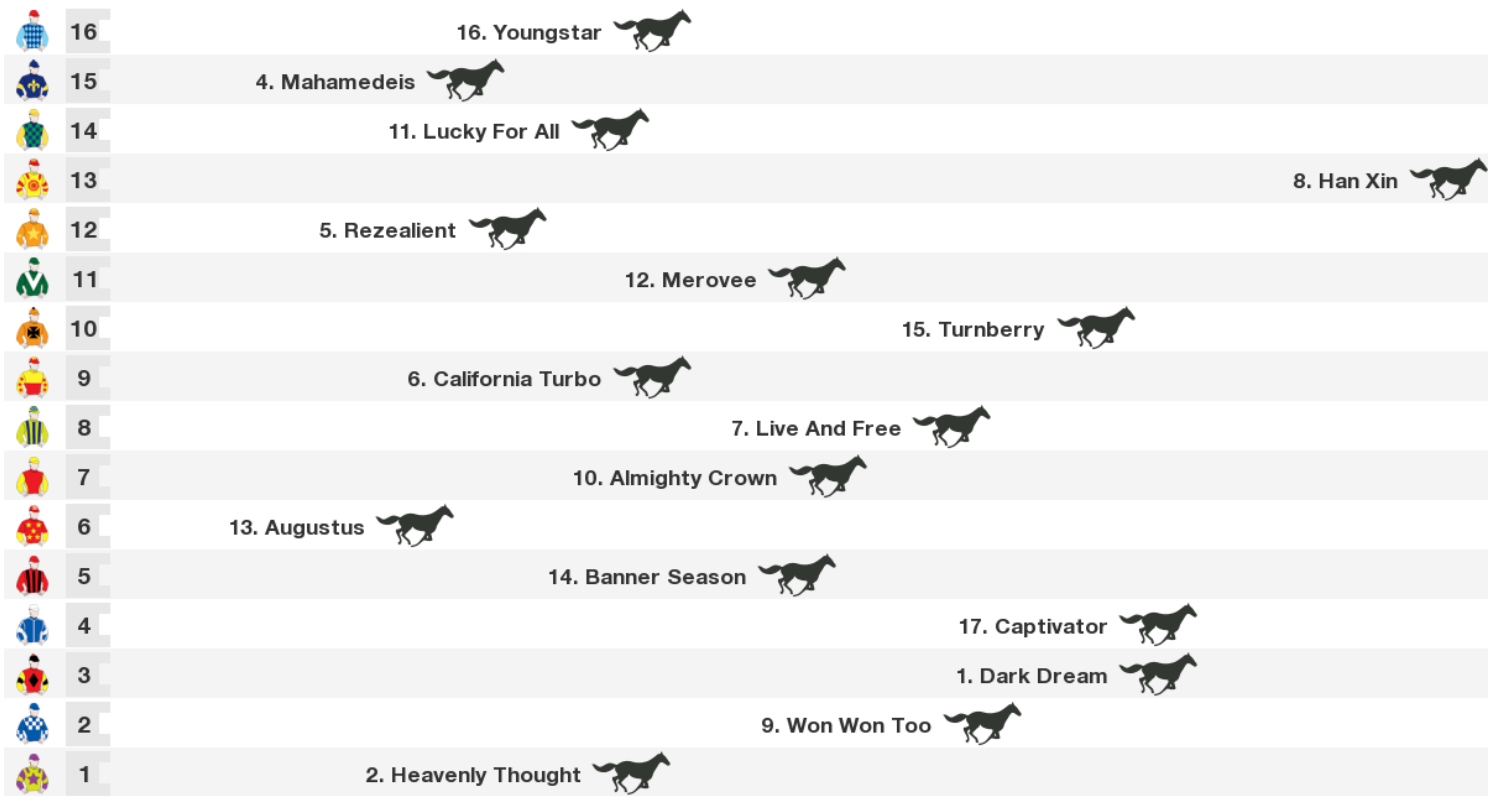 16 16. Youngstar
15 4. Mahamedeis
14 11. Lucky For All
13 8. Han Xin
12 5. Rezealient
11 12. Merovee
10 15. Turnberry
9 6. California Turbo
8 7. Live And Free
7 10. Almighty Crown
6 13. Augustus
5 14. Banner Season
4 17. Captivator
3 1. Dark Dream
2 9. Won Won Too
1 2. Heavenly Thought